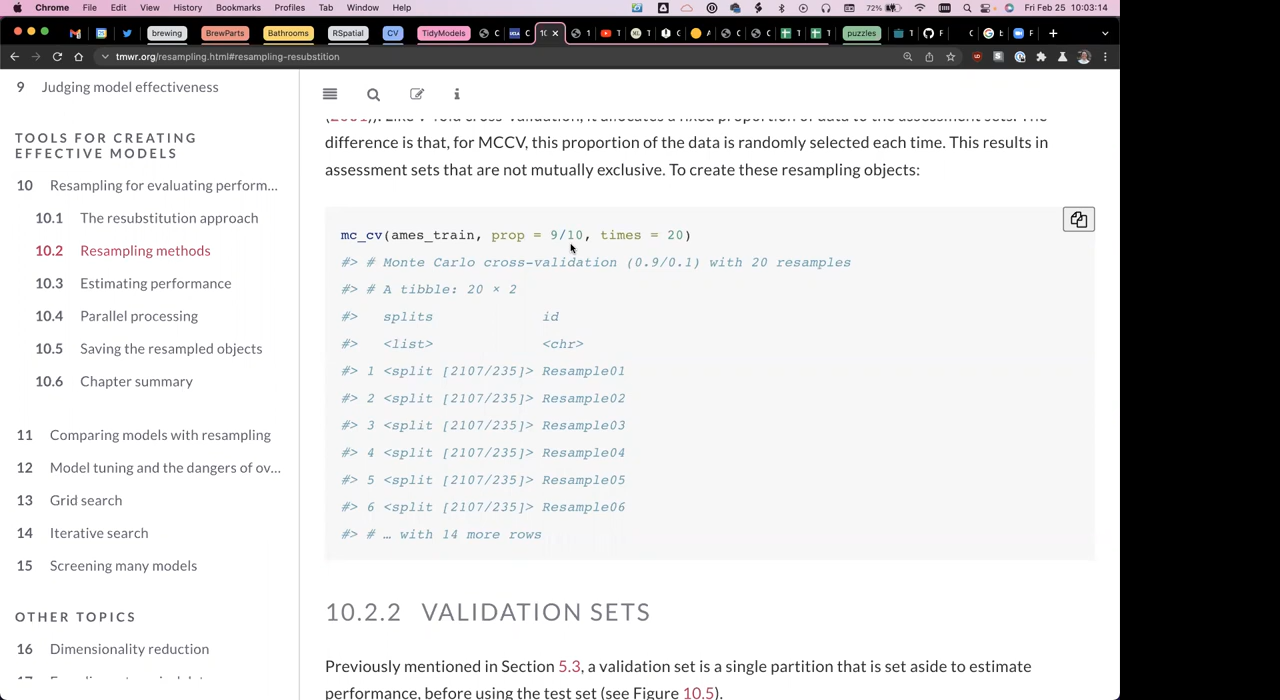 Chrome File Edit View History Bookmarks Profiles Tab Window Help 72% Fri Feb 25 10:03:14
brewing BrewParts Bathrooms RSpatial CV TidyModels puzzles
tmwr.org/resampling.html#resampling-resubstition
9 Judging model effectiveness
TOOLS FOR CREATING
EFFECTIVE MODELS
10 Resampling for evaluating perform...
10.1 The resubstitution approach
10.2 Resampling methods
10.3 Estimating performance
10.4 Parallel processing
10.5 Saving the resampled objects
10.6 Chapter summary
11 Comparing models with resampling
12 Model tuning and the dangers of ov...
13 Grid search
14 Iterative search
15 Screening many models
OTHER TOPICS
16 Dimensionality reduction
difference is that, for MCCV, this proportion of the data is randomly selected each time. This results in
assessment sets that are not mutually exclusive. To create these resampling objects:
mc_cv(ames_train, prop = 9/10, times = 20)
#> # Monte Carlo cross-validation (0.9/0.1) with 20 resamples
#> # A tibble: 20 × 2
#> splits id
#> <list> <chr>
#> 1 <split [2107/235]> Resample01
#> 2 <split [2107/235]> Resample02
#> 3 <split [2107/235]> Resample03
#> 4 <split [2107/235]> Resample04
#> 5 <split [2107/235]> Resample05
#> 6 <split [2107/235]> Resample06
#> # … with 14 more rows
10.2.2 VALIDATION SETS
Previously mentioned in Section 5.3, a validation set is a single partition that is set aside to estimate
performance, before using the test set (see Figure 10.5).